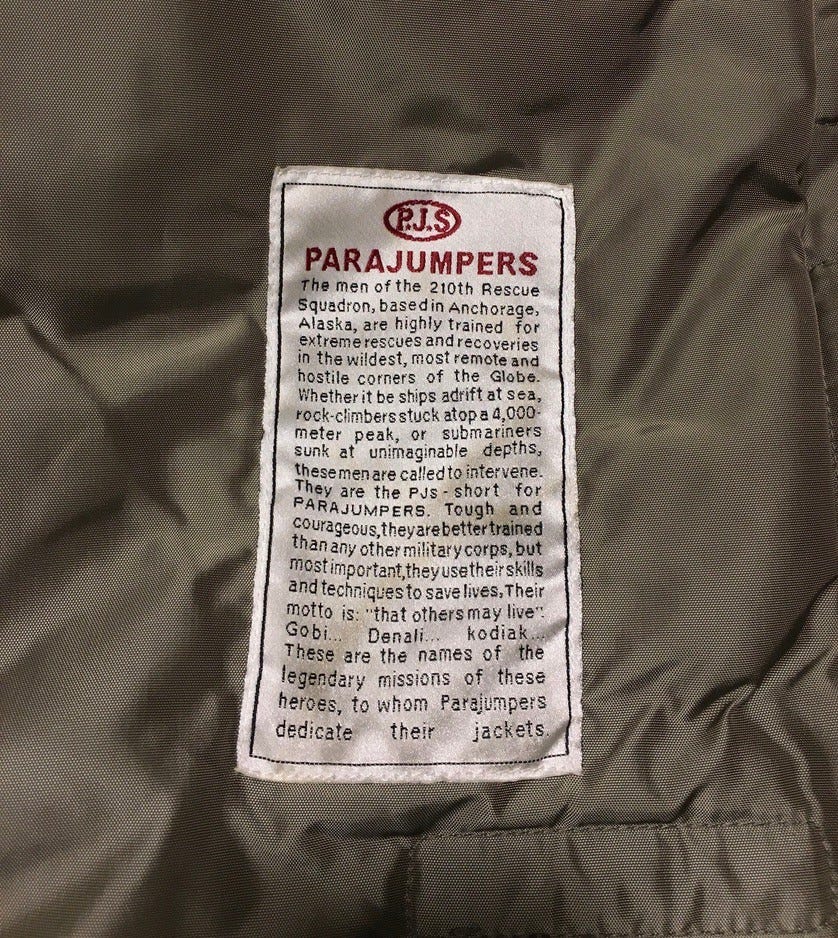 P.J.S
PARAJUMPERS
The men of the 210th Rescue
Squadron, based in Anchorage,
Alaska, are highly trained for
extreme rescues and recoveries
in the wildest, most remote and
hostile corners of the Globe.
Whether it be ships adrift at sea,
rock-climbers stuck atop a 4,000-
meter peak, or submariners
sunk at unimaginable depths,
these men are called to intervene.
They are the PJs - short for
PARAJUMPERS. Tough and
courageous, they are better trained
than any other military corps, but
most important, they use their skills
and techniques to save lives, Their
motto is: "that others may live".
Gobi... Denali... kodiak...
These are the names of the
legendary missions of these
heroes, to whom Parajumpers
dedicate their jackets.